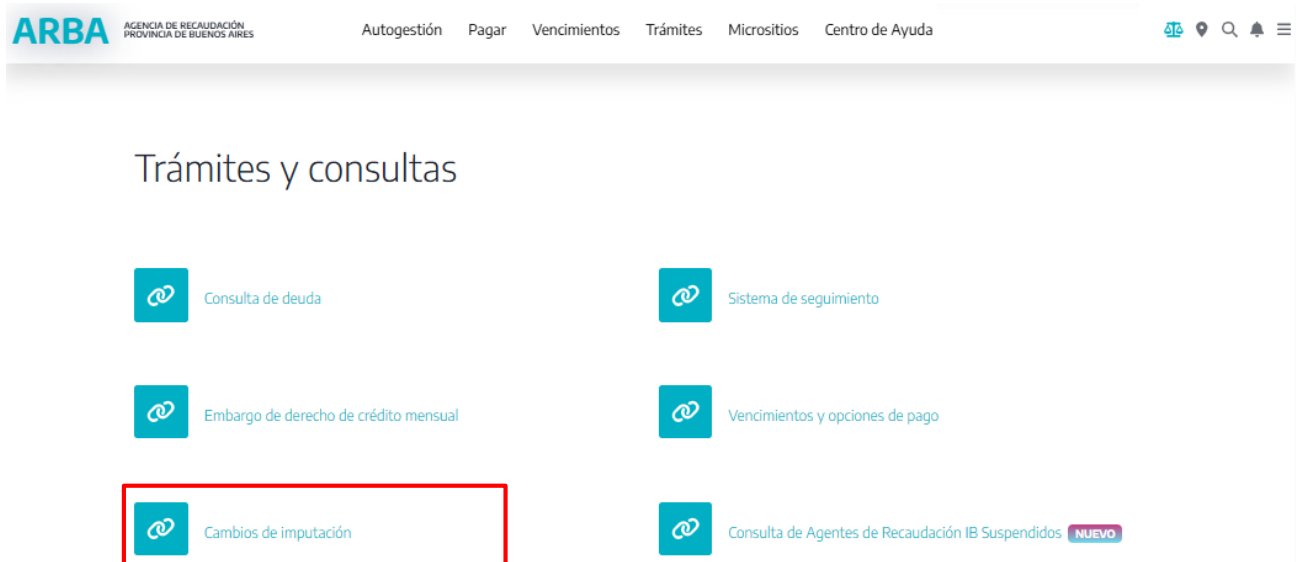 ARBA AGENCIA DE RECAUDACIÓN
PROVINCIA DE BUENOS AIRES
Autogestión Pagar Vencimientos Trámites Micrositios Centro de Ayuda
Trámites y consultas
Consulta de deuda
Sistema de seguimiento
Embargo de derecho de crédito mensual
Vencimientos y opciones de pago
Cambios de imputación
Consulta de Agentes de Recaudación IB Suspendidos NUEVO